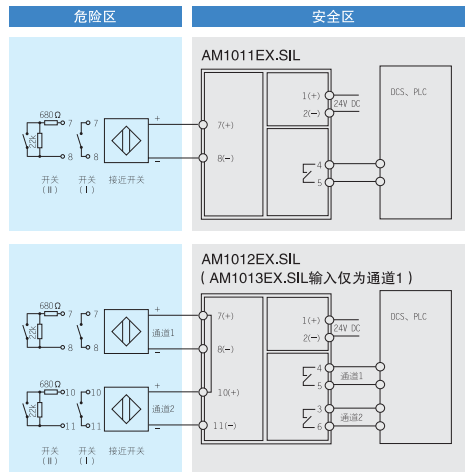 危险区
安全区
AM1011EX.SIL
DCS、PLC
1(+)
24V DC
2(−)
680Ω
7
7
+
7(+)
22k
8
8
−
8(−)
4
5
开关
(II)
开关
(I)
接近开关
AM1012EX.SIL
(AM1013EX.SIL输入仅为通道1)
680Ω
7
7
+
7(+)
DCS、PLC
1(+)
24V DC
2(−)
22k
通道1
8
8
−
8(−)
4
通道1
5
680Ω
10
10
+
10(+)
22k
通道2
3
通道2
6
11
11
−
11(−)
开关
(II)
开关
(I)
接近开关